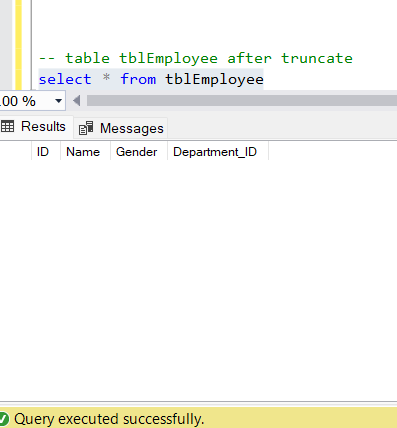 -- table tblEmployee after truncate
select * from tblEmployee
.00 %
Results Messages
ID Name Gender Department_ID
Query executed successfully.